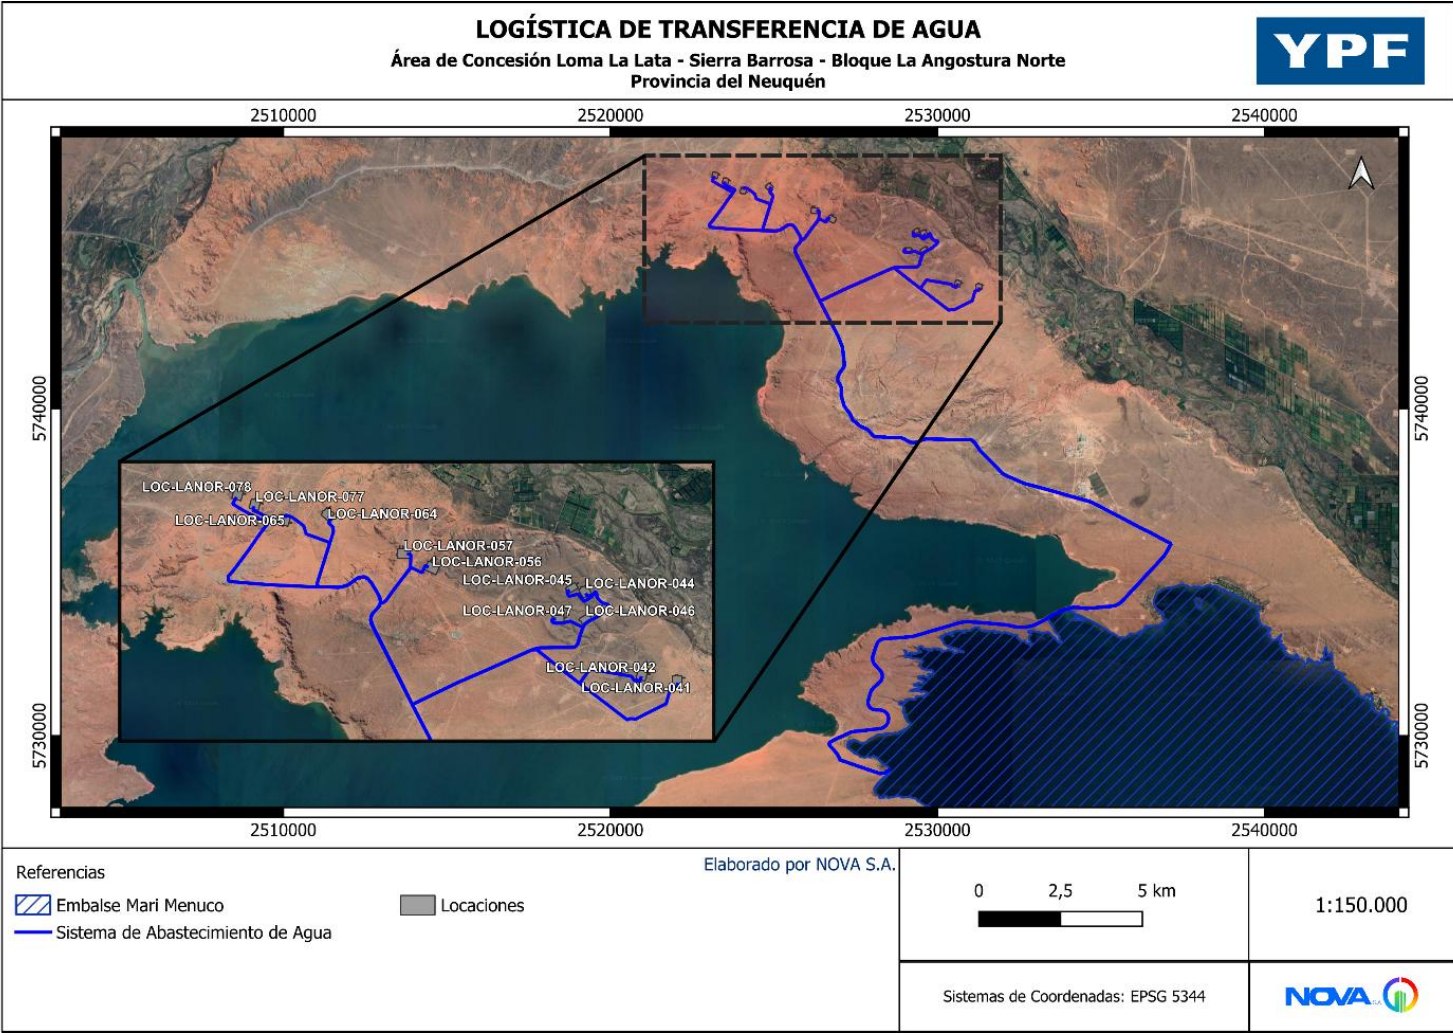 LOGÍSTICA DE TRANSFERENCIA DE AGUA
Área de Concesión Loma La Lata - Sierra Barrosa - Bloque La Angostura Norte
Provincia del Neuquén
YPF
2510000
2520000
2530000
2540000
5740000
5740000
LOC-LANOR-078
LOC-LANOR-077
LOC-LANOR-065
LOC-LANOR-064
LOC-LANOR-057
LOC-LANOR-056
LOC-LANOR-045
LOC-LANOR-044
LOC-LANOR-047
LOC-LANOR-046
LOC-LANOR-042
LOC-LANOR-041
5730000
5730000
2510000
2520000
2530000
2540000
Referencias
Elaborado por NOVA S.A.
Embalse Mari Menuco
Locaciones
Sistema de Abastecimiento de Agua
0 2,5 5 km
1:150.000
Sistemas de Coordenadas: EPSG 5344
NOVA